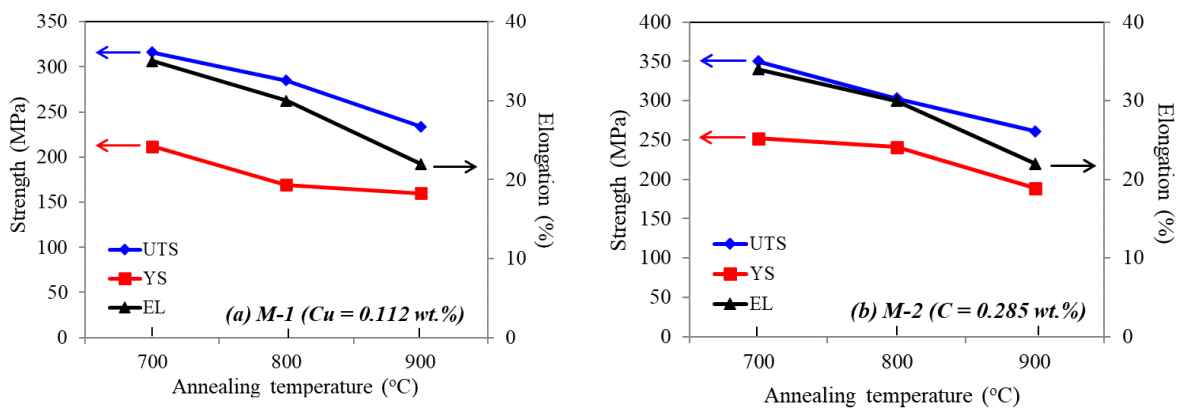 350
300
250
200
150
100
50
0
Strength (MPa)
40
30
20
10
0
Elongation (%)
UTS
YS
EL
(a) M-1 (Cu = 0.112 wt.%)
700 800 900
Annealing temperature (°C)
400
350
300
250
200
150
100
50
0
Strength (MPa)
40
30
20
10
0
Elongation (%)
UTS
YS
EL
(b) M-2 (C = 0.285 wt.%)
700 800 900
Annealing temperature (°C)